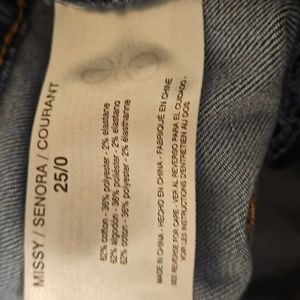 MISSY / SENORA / COURANT
25/0
62% cotton - 36% polyester - 2% elastane
62% algodón - 36% poliéster - 2% elastano
62% coton - 36% polyester - 2% élasthanne
MADE IN CHINA - HECHO EN CHINA - FABRIQUÉ EN CHINE
SEE REVERSE FOR CARE - VER AL REVERSO PARA EL CUIDADO -
VOIR LES INSTRUCTIONS D'ENTRETIEN AU DOS